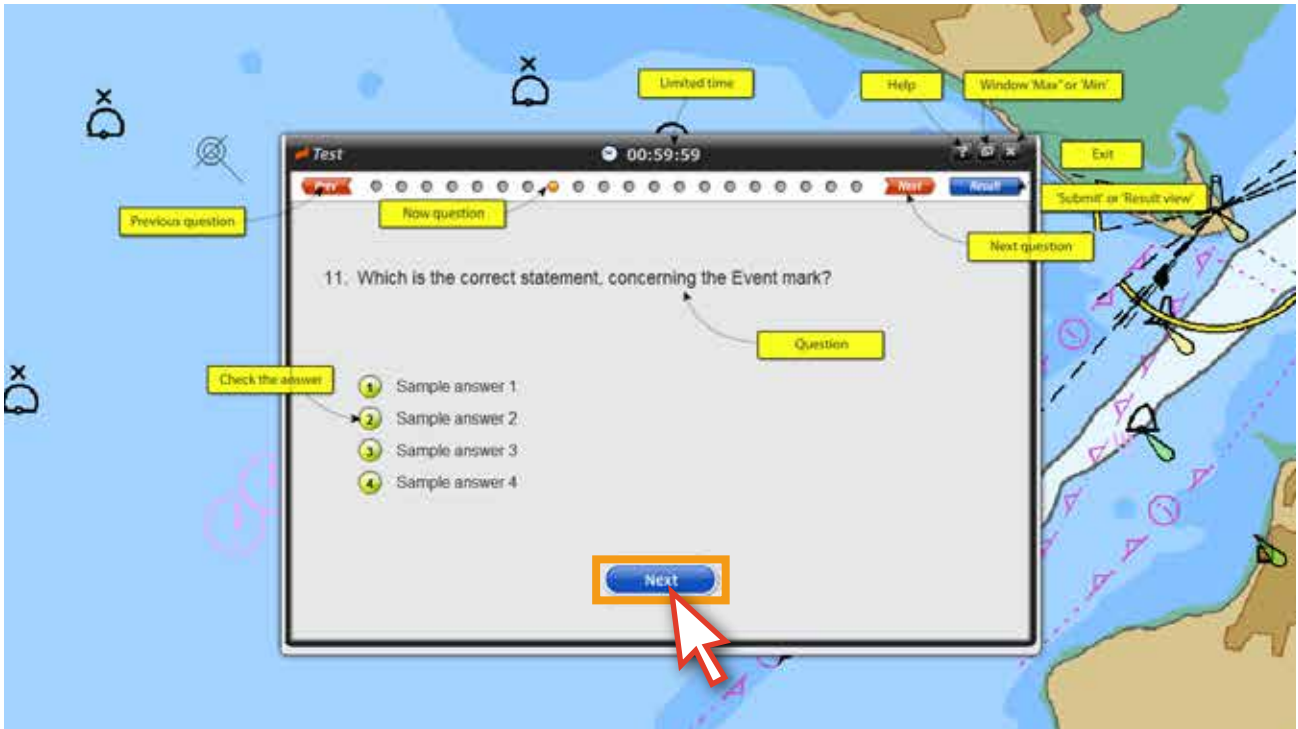 Limited time
Help
Window 'Max" or 'Min'
Test
00:59:59
Exit
Prev
Next
Result
'Submit' or 'Result view'
Previous question
Now question
Next question
11. Which is the correct statement, concerning the Event mark?
Question
Check the answer
1 Sample answer 1
2 Sample answer 2
3 Sample answer 3
4 Sample answer 4
Next